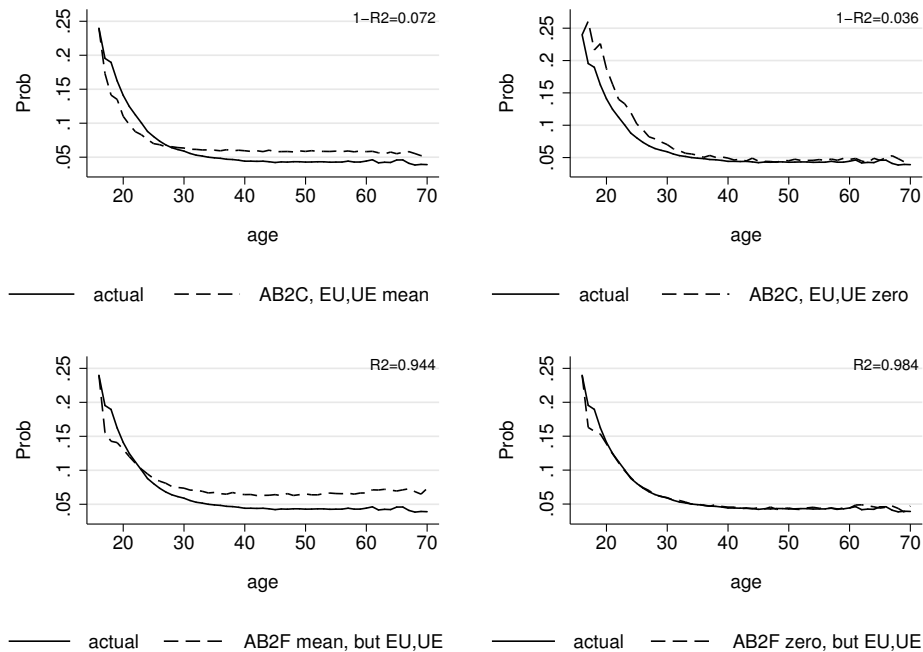 1−R2=0.072
Prob
.25
.2
.15
.1
.05
20 30 40 50 60 70
age
actual AB2C, EU,UE mean
1−R2=0.036
Prob
.25
.2
.15
.1
.05
20 30 40 50 60 70
age
actual AB2C, EU,UE zero
R2=0.944
Prob
.25
.2
.15
.1
.05
20 30 40 50 60 70
age
actual AB2F mean, but EU,UE
R2=0.984
Prob
.25
.2
.15
.1
.05
20 30 40 50 60 70
age
actual AB2F zero, but EU,UE